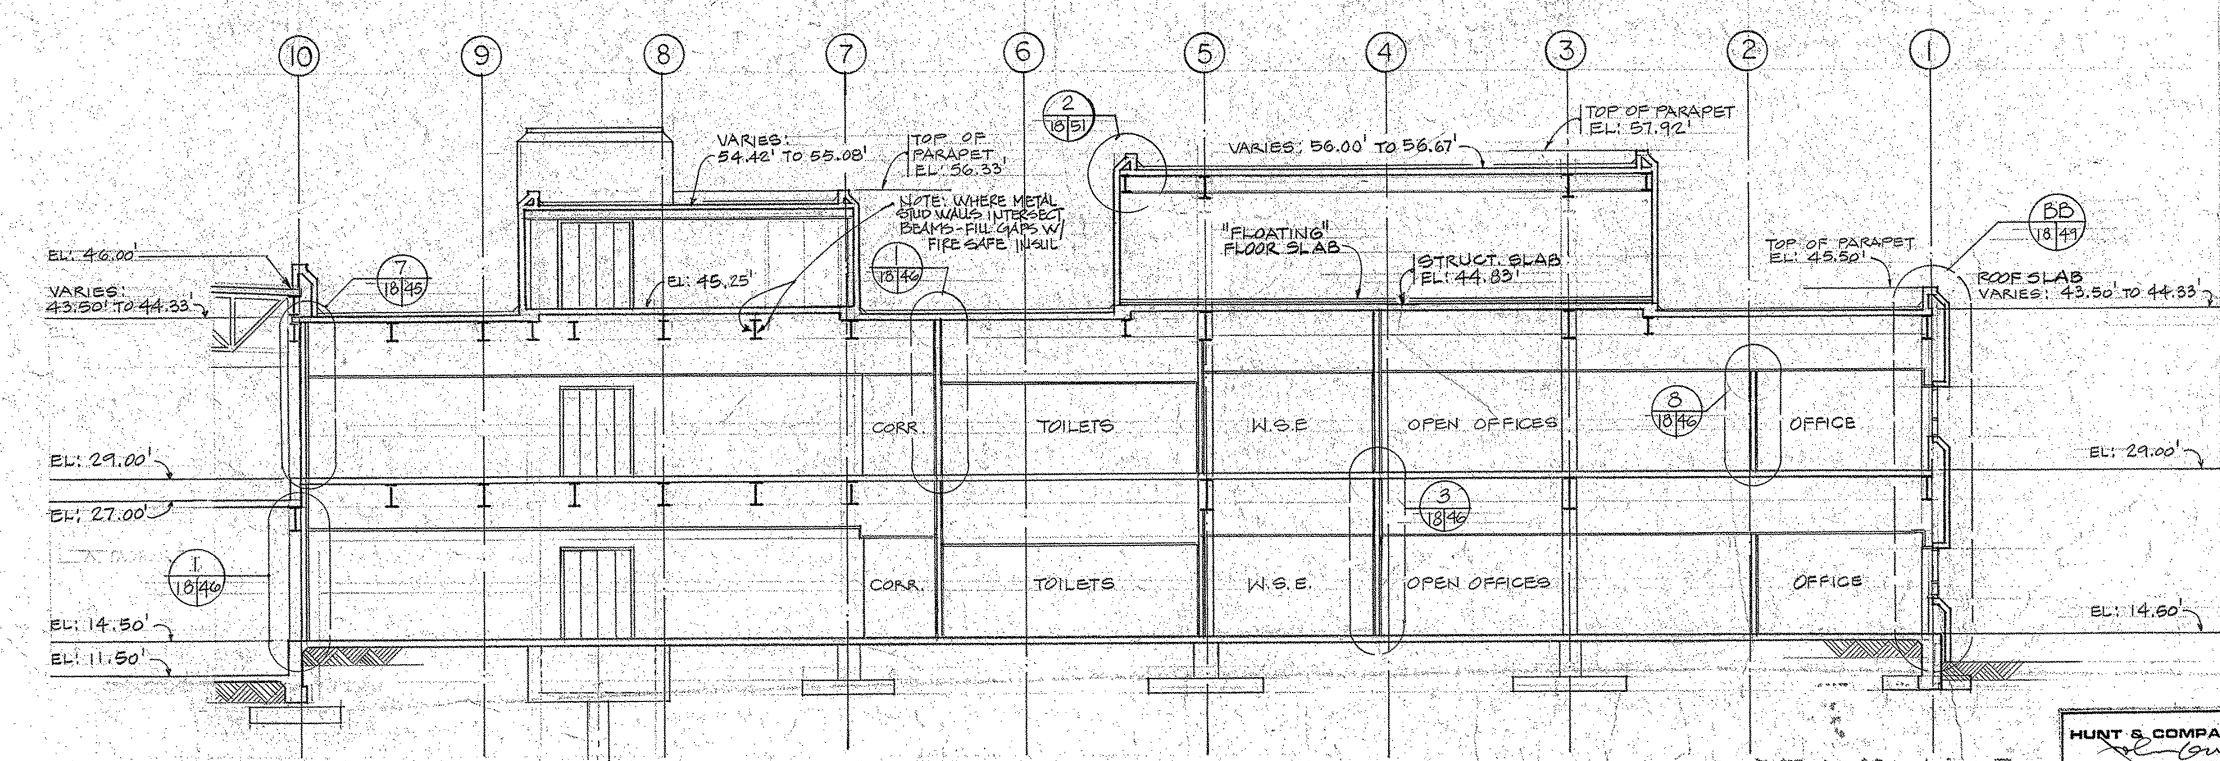 10
9
8
7
6
5
4
3
2
1
2
18 51
TOP OF PARAPET
EL: 57.92'
VARIES:
54.42' TO 55.08'
TOP OF
PARAPET
EL: 56.33'
VARIES: 56.00' TO 56.67'
NOTE: WHERE METAL
STUD WALLS INTERSECT
BEAMS-FILL GAPS W/
FIRE SAFE INSUL
BB
18 49
"FLOATING"
FLOOR SLAB
TOP OF PARAPET
EL: 45.50'
EL: 46.00'
7
18 45
1
18 46
STRUCT. SLAB
EL: 44.83'
ROOF SLAB
VARIES: 43.50' TO 44.33'
EL: 45.25'
VARIES:
43.50' TO 44.33'
8
18 46
CORR.
TOILETS
W.S.E
OPEN OFFICES
OFFICE
EL: 29.00'
EL: 29.00'
EL: 27.00'
3
18 46
1
18 46
CORR.
TOILETS
W.S.E.
OPEN OFFICES
OFFICE
EL: 14.50'
EL: 14.50'
EL: 11.50'
HUNT & COMPA